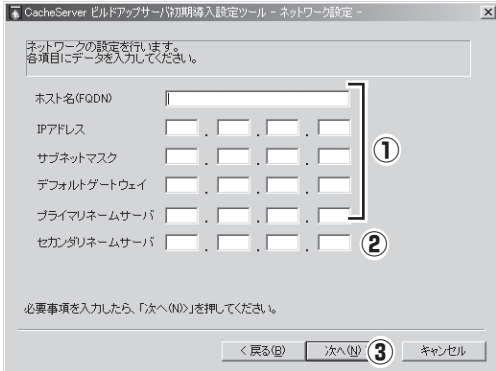 CacheServer ビルドアップサーバ初期導入設定ツール - ネットワーク設定 -
ネットワークの設定を行います。
各項目にデータを入力してください。
ホスト名(FQDN)
IPアドレス . . .
サブネットマスク . . .
①
デフォルトゲートウェイ . . .
プライマリネームサーバ . . .
セカンダリネームサーバ . . . ②
必要事項を入力したら、「次へ(N)>」を押してください。
< 戻る(B) 次へ(N) ③ キャンセル